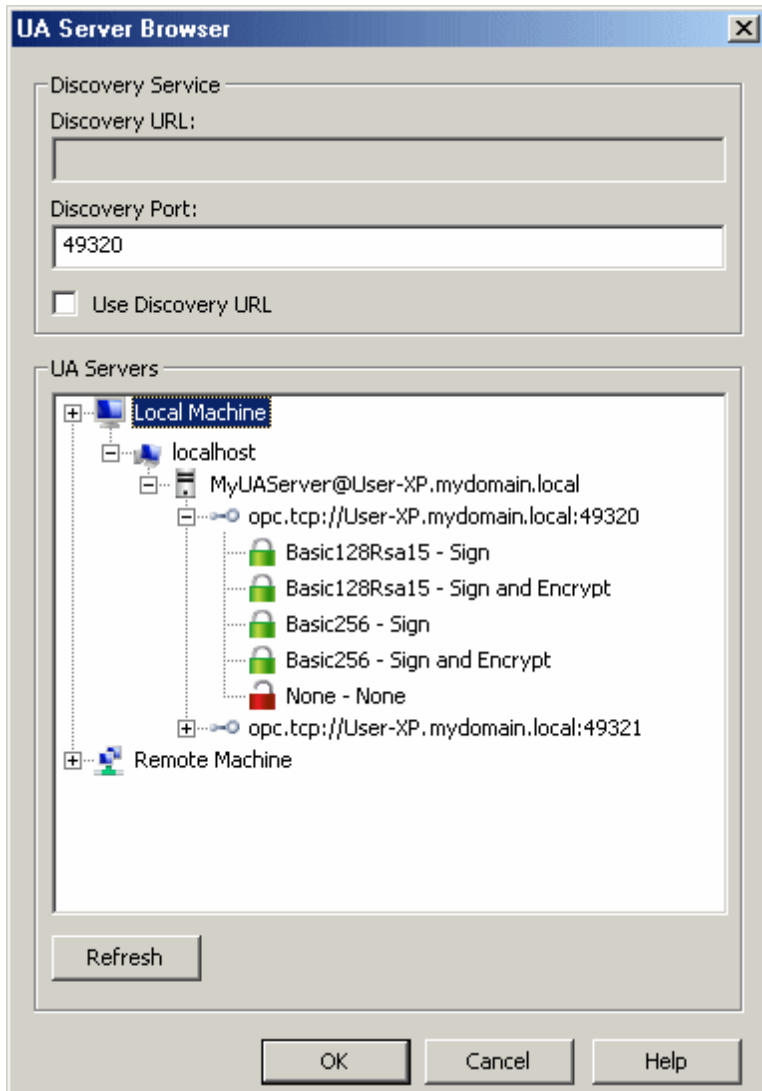 UA Server Browser
Discovery Service
Discovery URL:
Discovery Port:
49320
Use Discovery URL
UA Servers
Local Machine
localhost
MyUAServer@User-XP.mydomain.local
opc.tcp://User-XP.mydomain.local:49320
Basic128Rsa15 - Sign
Basic128Rsa15 - Sign and Encrypt
Basic256 - Sign
Basic256 - Sign and Encrypt
None - None
opc.tcp://User-XP.mydomain.local:49321
Remote Machine
Refresh
OK Cancel Help